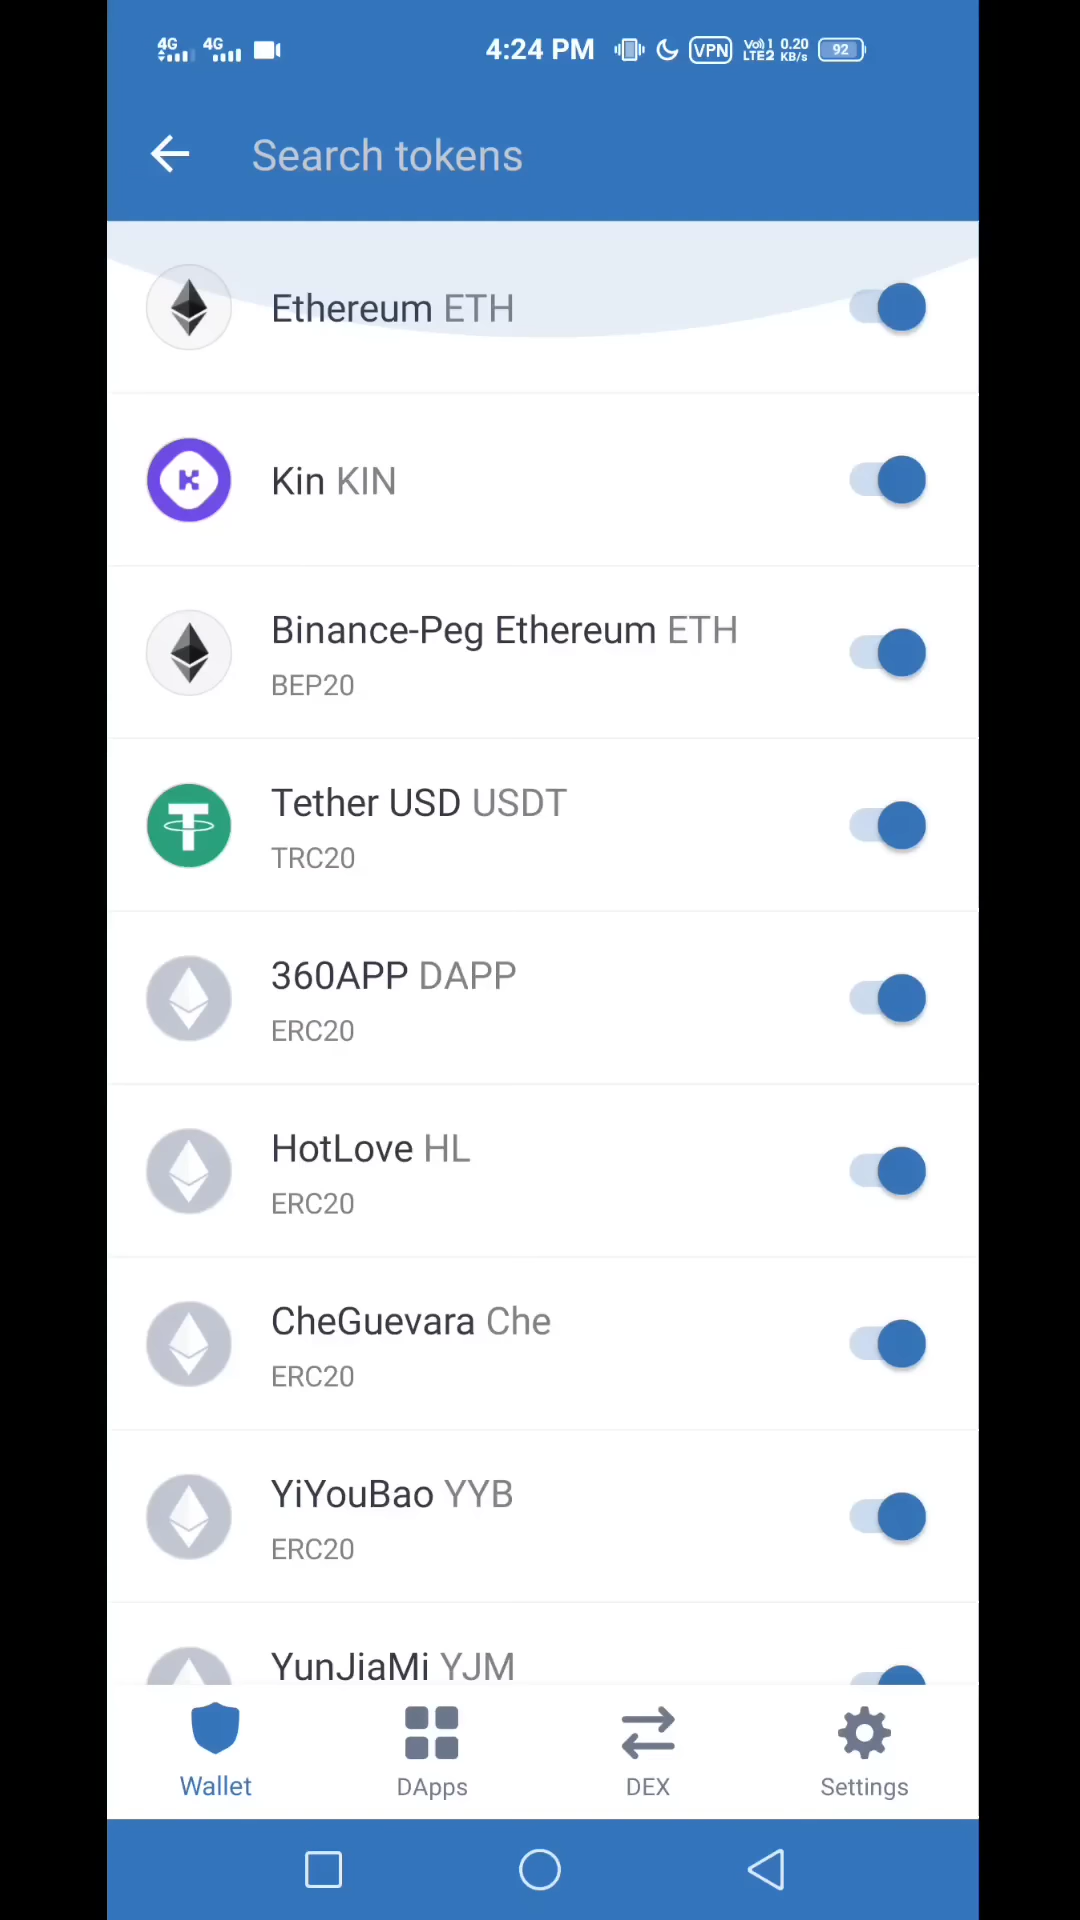 4G 4G 4:24 PM VPN Vo) 1 LTE2 0.20 KB/s 92
Search tokens
Ethereum ETH
Kin KIN
Binance-Peg Ethereum ETH
BEP20
Tether USD USDT
TRC20
360APP DAPP
ERC20
HotLove HL
ERC20
CheGuevara Che
ERC20
YiYouBao YYB
ERC20
YunJiaMi YJM
Wallet DApps DEX Settings